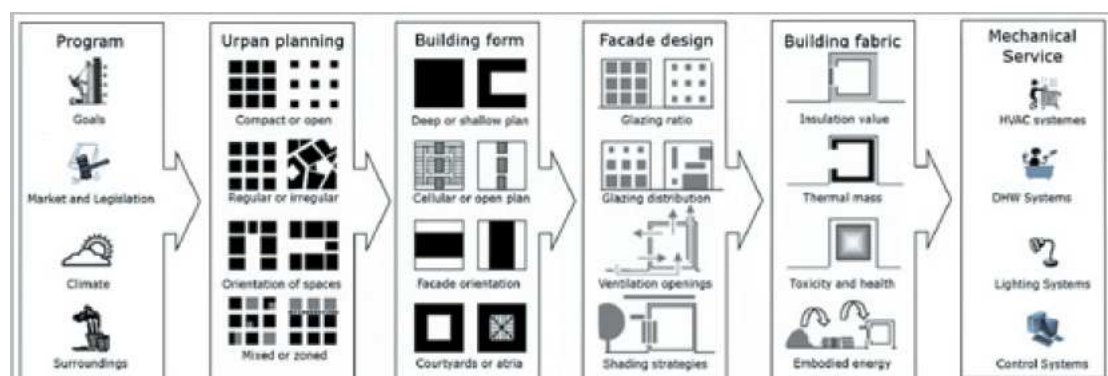 Program
Goals
Market and Legislation
Climate
Surroundings
Urpan planning
Compact or open
Regular or irregular
Orientation of spaces
Mixed or zoned
Building form
Deep or shallow plan
Cellular or open plan
Facade orientation
Courtyards or atria
Facade design
Glazing ratio
Glazing distribution
Ventilation openings
Shading strategies
Building fabric
Insulation value
Thermal mass
Toxicity and health
Embodied energy
Mechanical
Service
HVAC systemes
DHW Systems
Lighting Systems
Control Systems